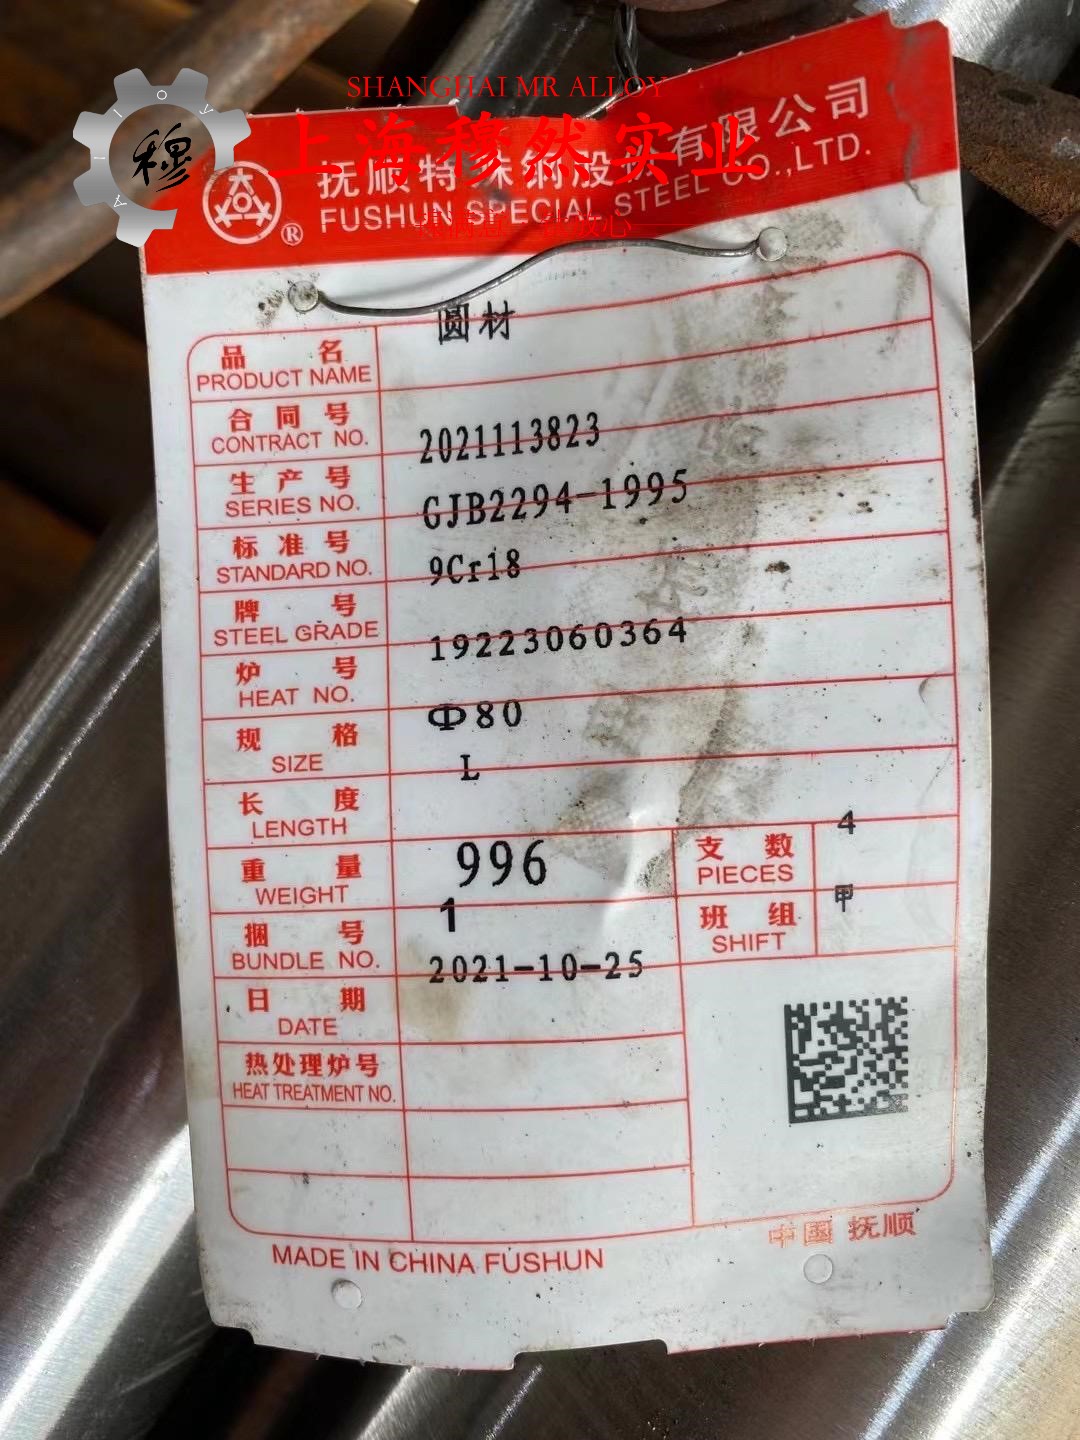 SHANGHAI MR ALLOY
上海穆然实业
穆
抚顺特殊钢股份有限公司
FUSHUN SPECIAL STEEL CO.,LTD.
®
圆材
品名
PRODUCT NAME
合同号
CONTRACT NO.
2021113823
生产号
SERIES NO.
GJB2294-1995
标准号
STANDARD NO.
9Cr18
牌号
STEEL GRADE
19223060364
炉号
HEAT NO.
Φ80
规格
SIZE
L
长度
LENGTH
4
重量
WEIGHT
996
支数
PIECES
甲
1
捆号
BUNDLE NO.
班组
SHIFT
2021-10-25
日期
DATE
热处理炉号
HEAT TREATMENT NO.
中国 抚顺
MADE IN CHINA FUSHUN